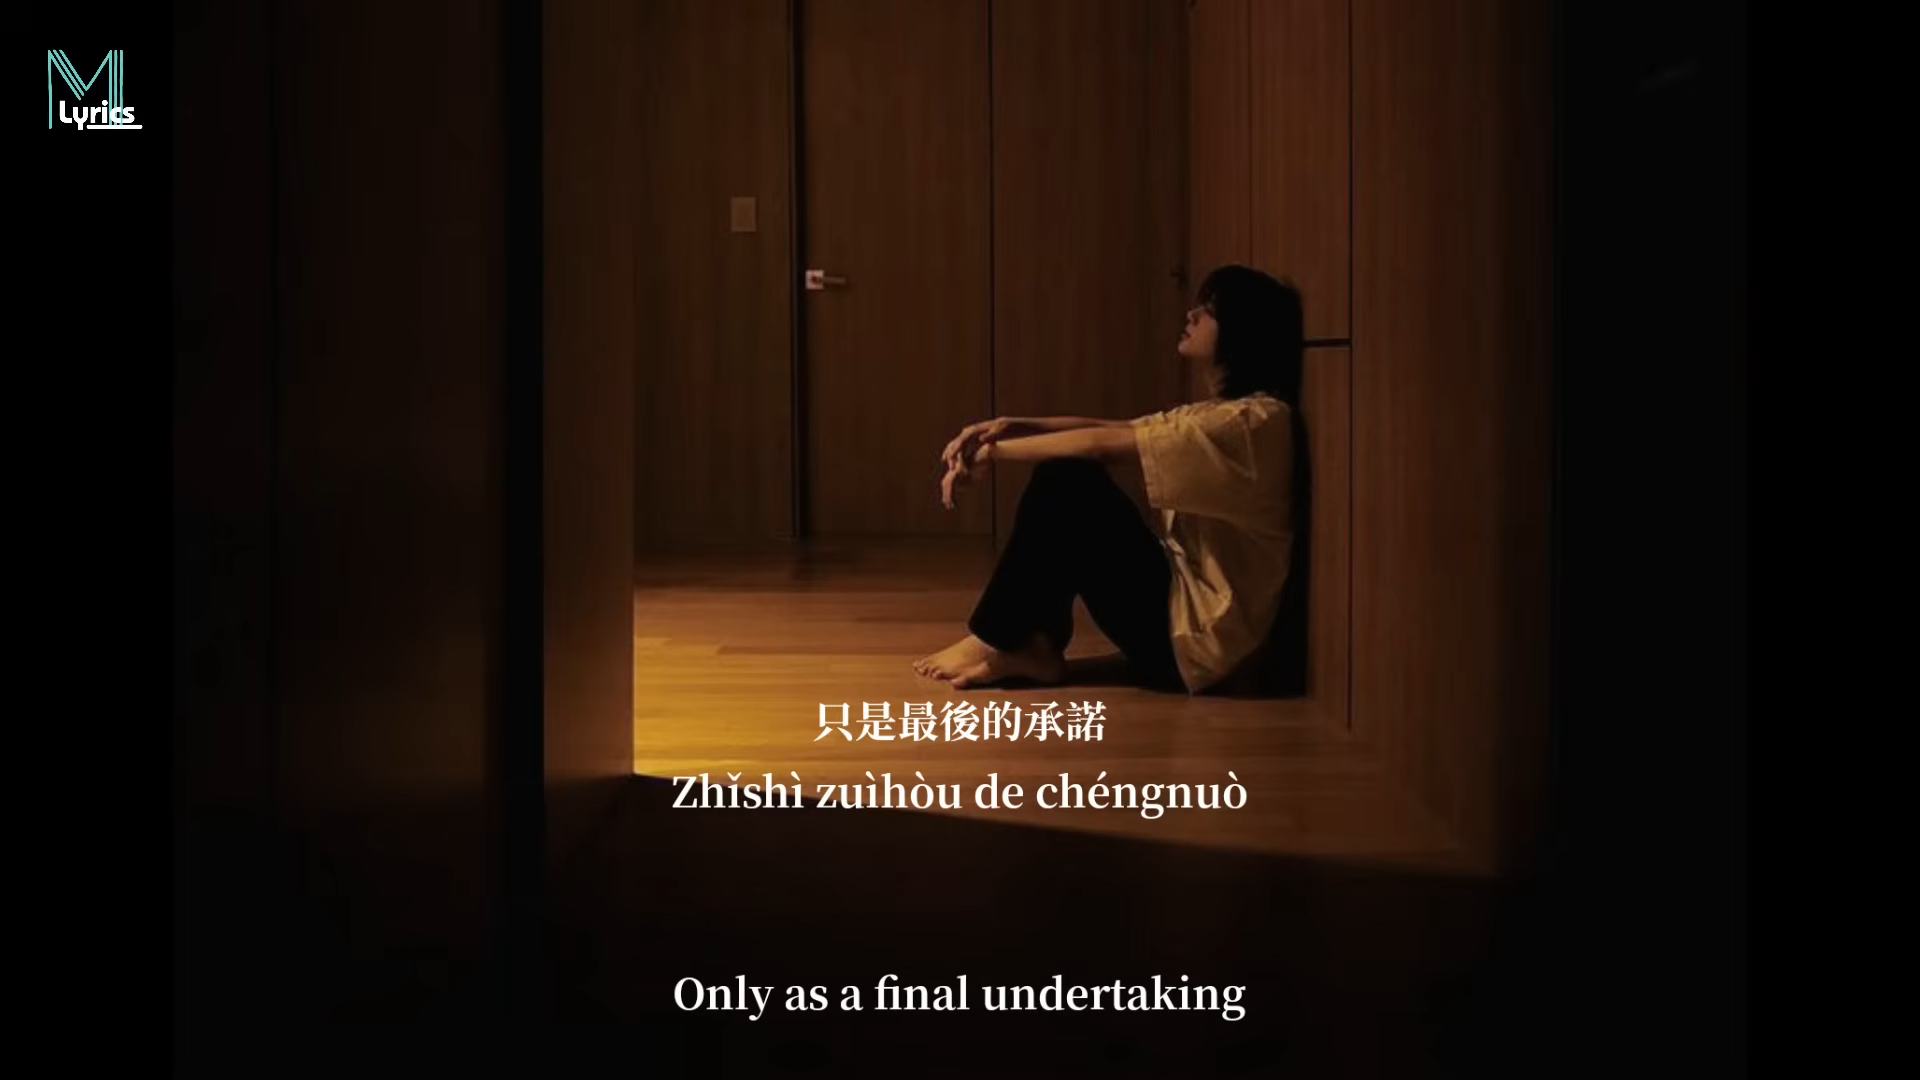 M
Lyrics
只是最後的承諾
Zhǐshì zuìhòu de chéngnuò
Only as a final undertaking